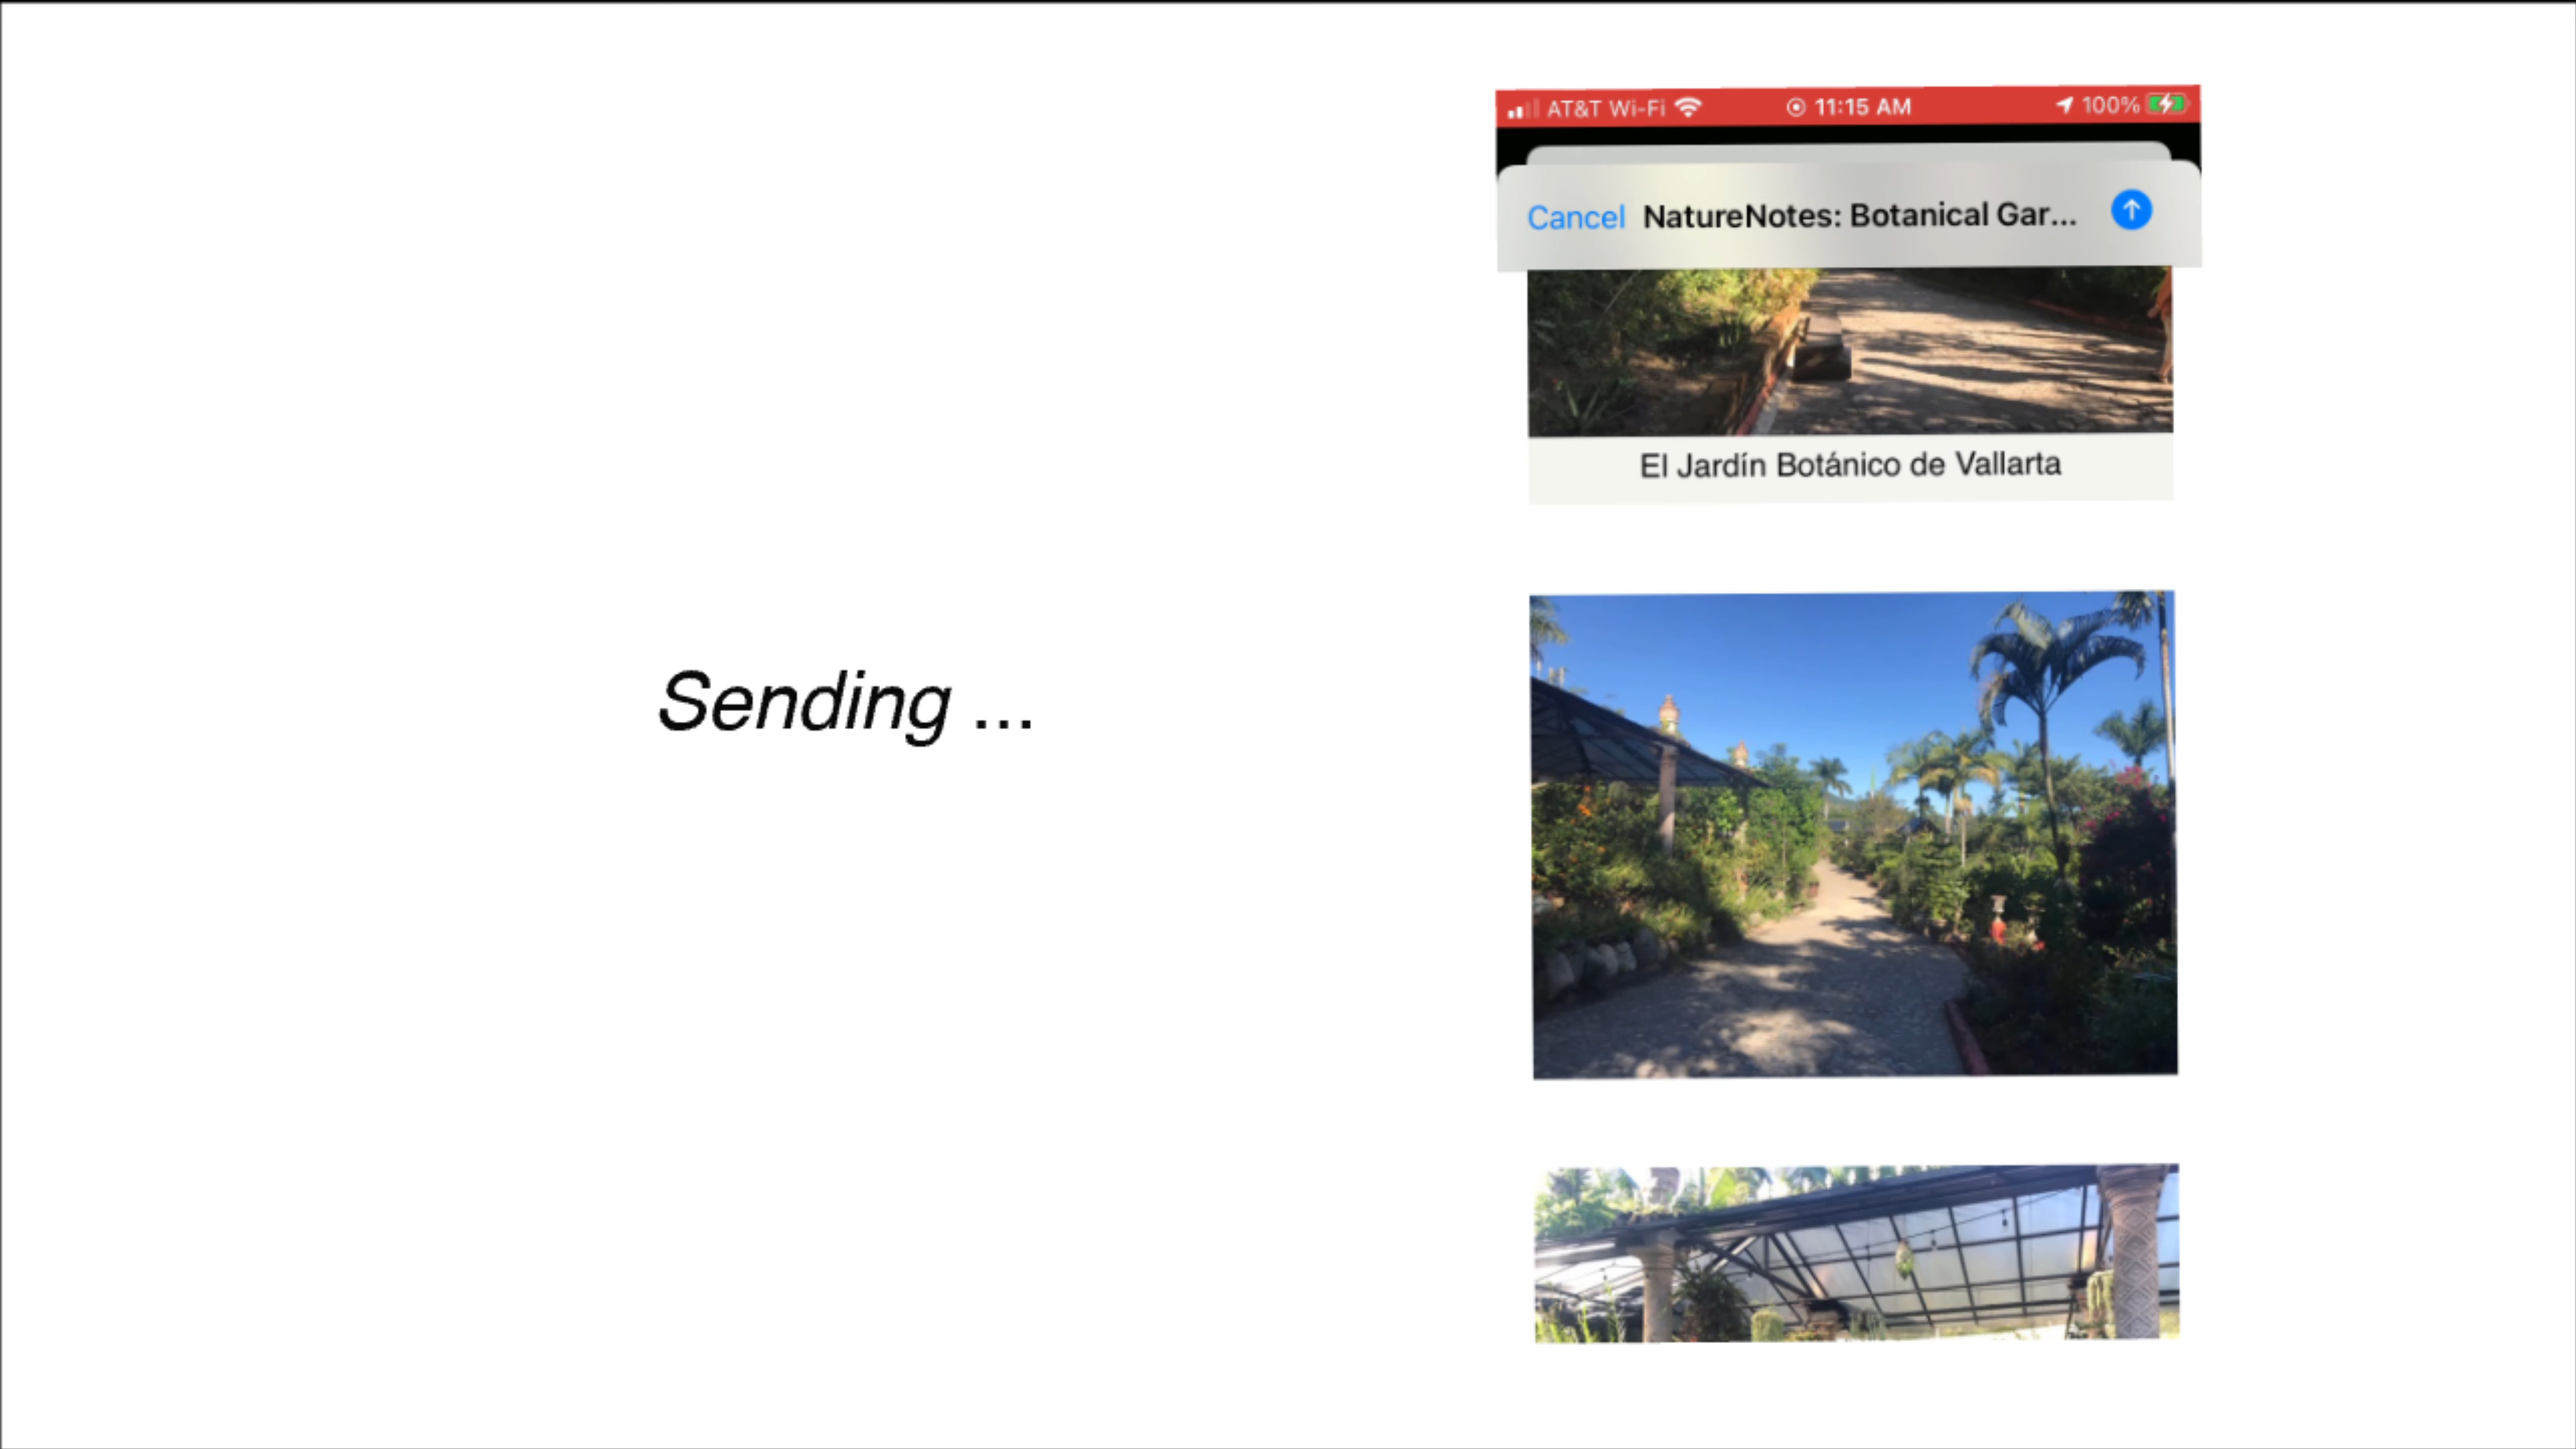 AT&T Wi-Fi 11:15 AM 100%
Cancel NatureNotes: Botanical Gar...
El Jardín Botánico de Vallarta
Sending ...